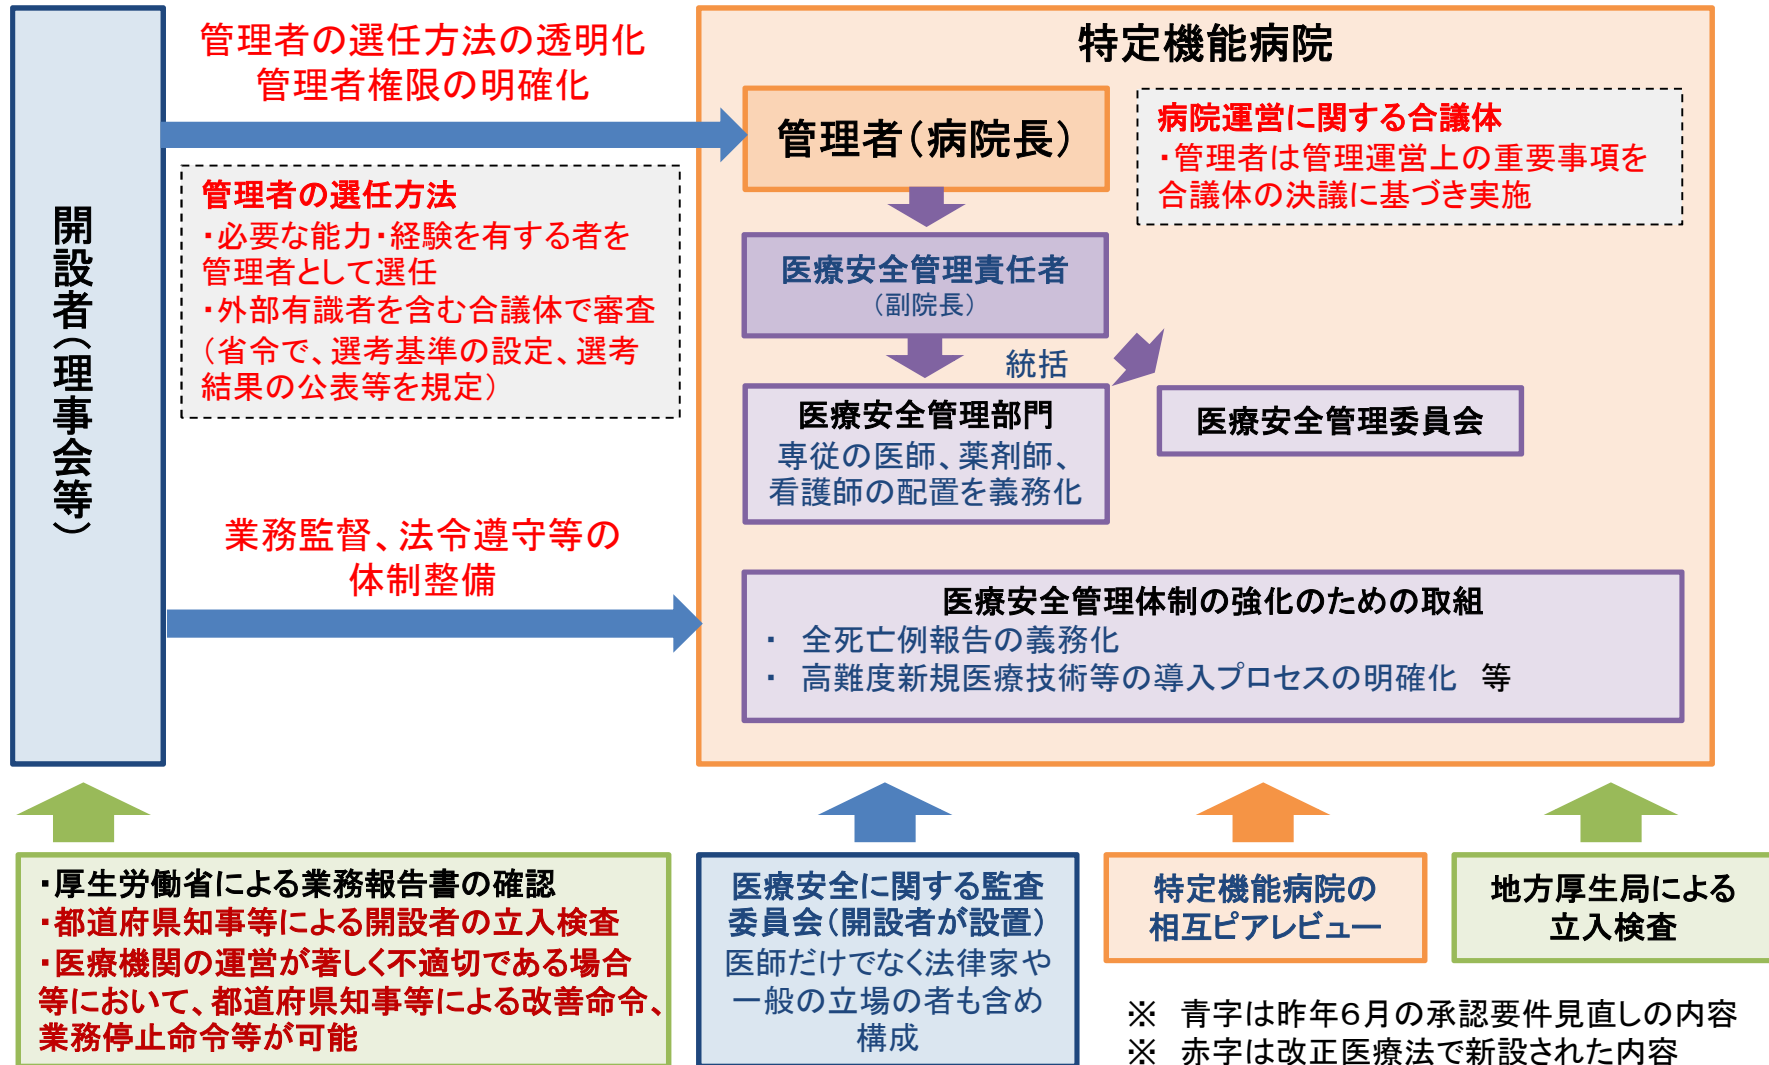 管理者の選任方法の透明化
管理者権限の明確化
開設者(理事会等)
管理者の選任方法
・必要な能力・経験を有する者を
管理者として選任
・外部有識者を含む合議体で審査
(省令で、選考基準の設定、選考
結果の公表等を規定)
業務監督、法令遵守等の
体制整備
特定機能病院
管理者(病院長)
病院運営に関する合議体
・管理者は管理運営上の重要事項を
合議体の決議に基づき実施
医療安全管理責任者
(副院長)
統括
医療安全管理部門
専従の医師、薬剤師、
看護師の配置を義務化
医療安全管理委員会
医療安全管理体制の強化のための取組
・ 全死亡例報告の義務化
・ 高難度新規医療技術等の導入プロセスの明確化 等
・厚生労働省による業務報告書の確認
・都道府県知事等による開設者の立入検査
・医療機関の運営が著しく不適切である場合
等において、都道府県知事等による改善命令、
業務停止命令等が可能
医療安全に関する監査
委員会(開設者が設置)
医師だけでなく法律家や
一般の立場の者も含め
構成
特定機能病院の
相互ピアレビュー
地方厚生局による
立入検査
※ 青字は昨年6月の承認要件見直しの内容
※ 赤字は改正医療法で新設された内容